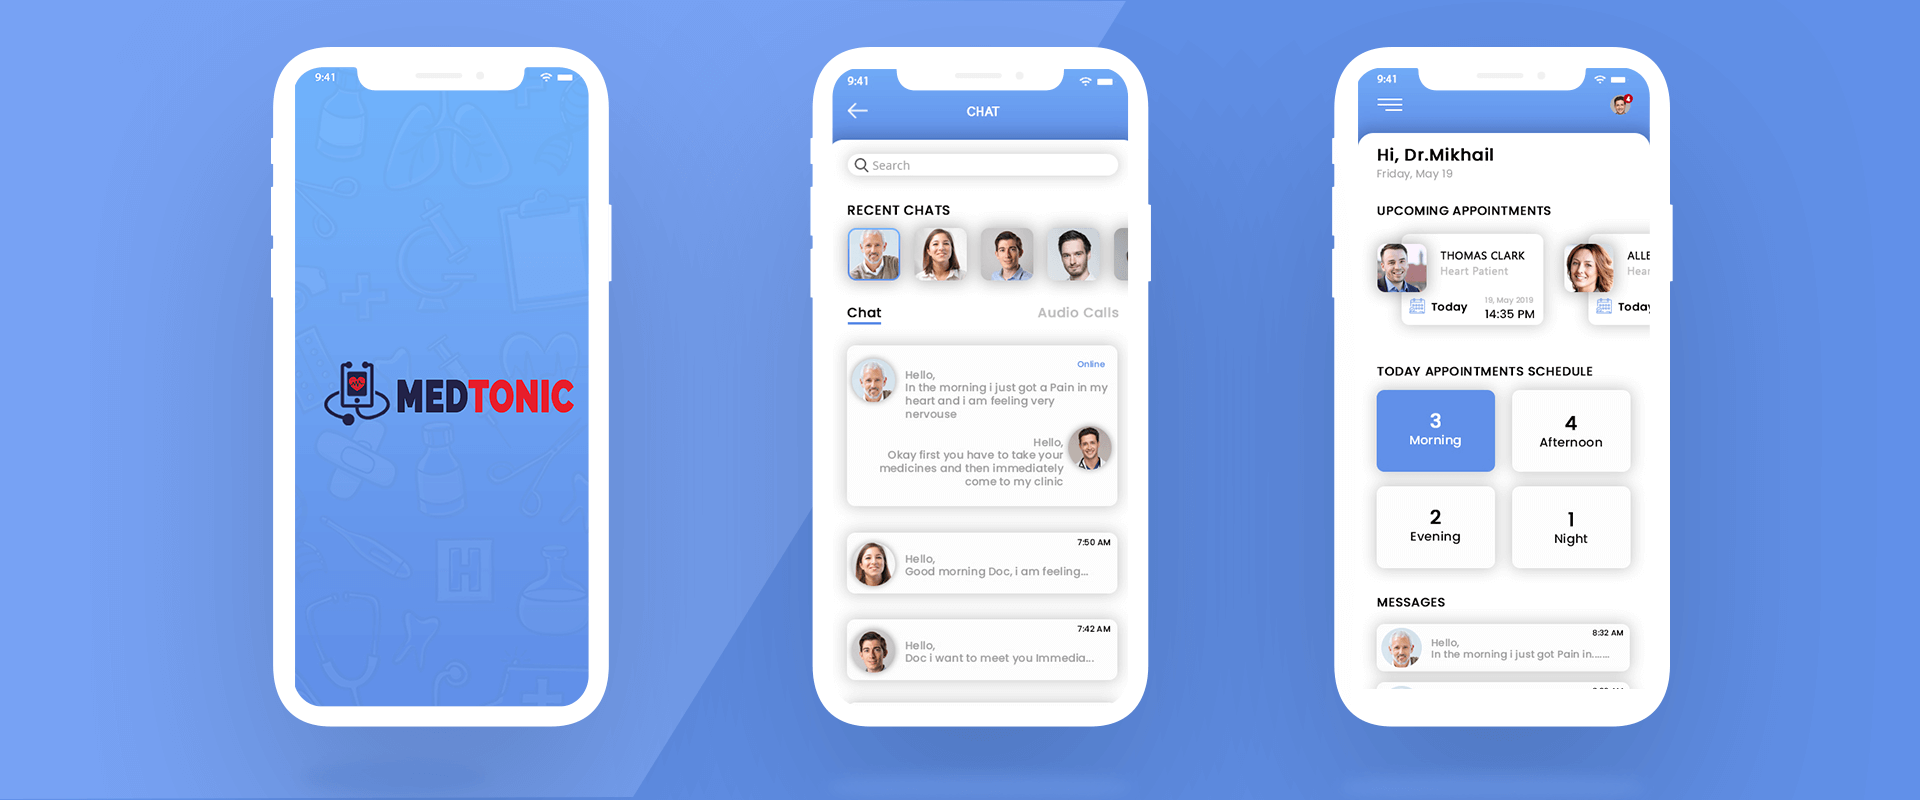 9:41
MEDTONIC
H
9:41
CHAT
Search
RECENT CHATS
Chat
Audio Calls
Online
Hello,
In the morning i just got a Pain in my
heart and i am feeling very
nervouse
Hello,
Okay first you have to take your
medicines and then immediately
come to my clinic
7:50 AM
Hello,
Good morning Doc, i am feeling...
7:42 AM
Hello,
Doc i want to meet you Immedia...
9:41
4
Hi, Dr.Mikhail
Friday, May 19
UPCOMING APPOINTMENTS
THOMAS CLARK
Heart Patient
Today
19, May 2019
14:35 PM
ALLE
Hear
Today
TODAY APPOINTMENTS SCHEDULE
3
Morning
4
Afternoon
2
Evening
1
Night
MESSAGES
8:32 AM
Hello,
In the morning i just got Pain in......